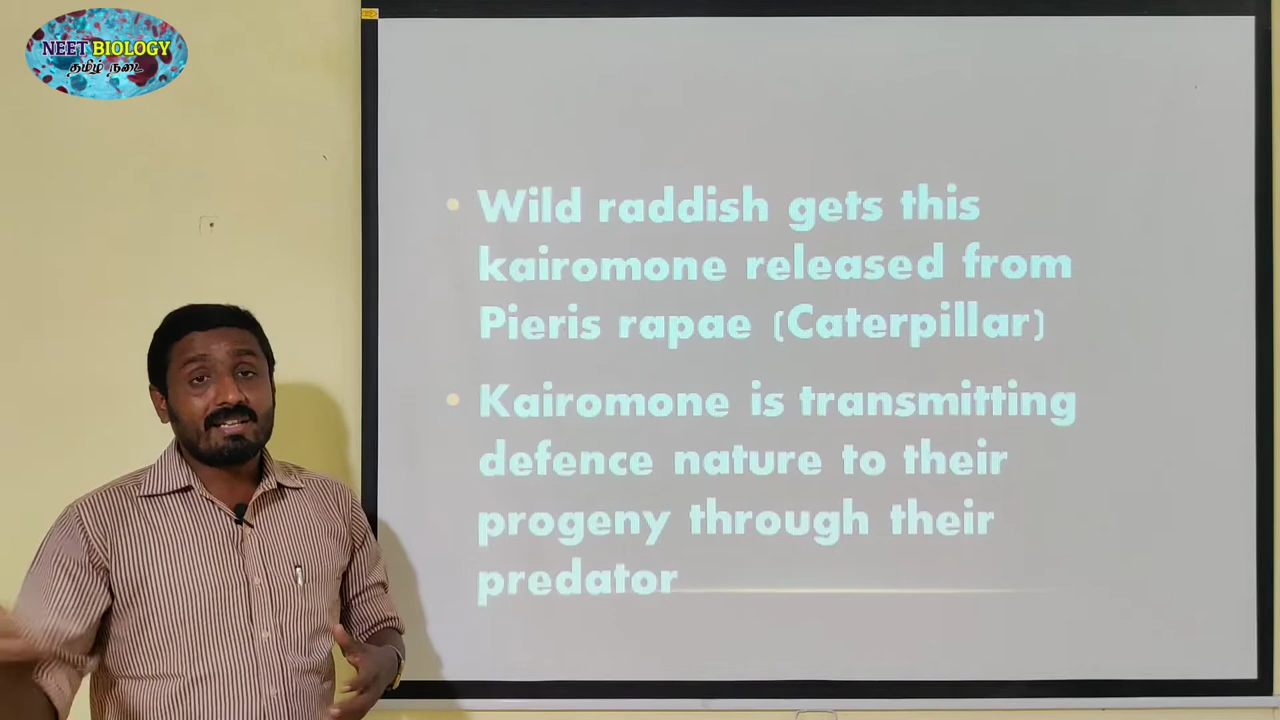 NEET BIOLOGY
தமிழ் நடை
Wild raddish gets this
kairomone released from
Pieris rapae (Caterpillar)
Kairomone is transmitting
defence nature to their
progeny through their
predator